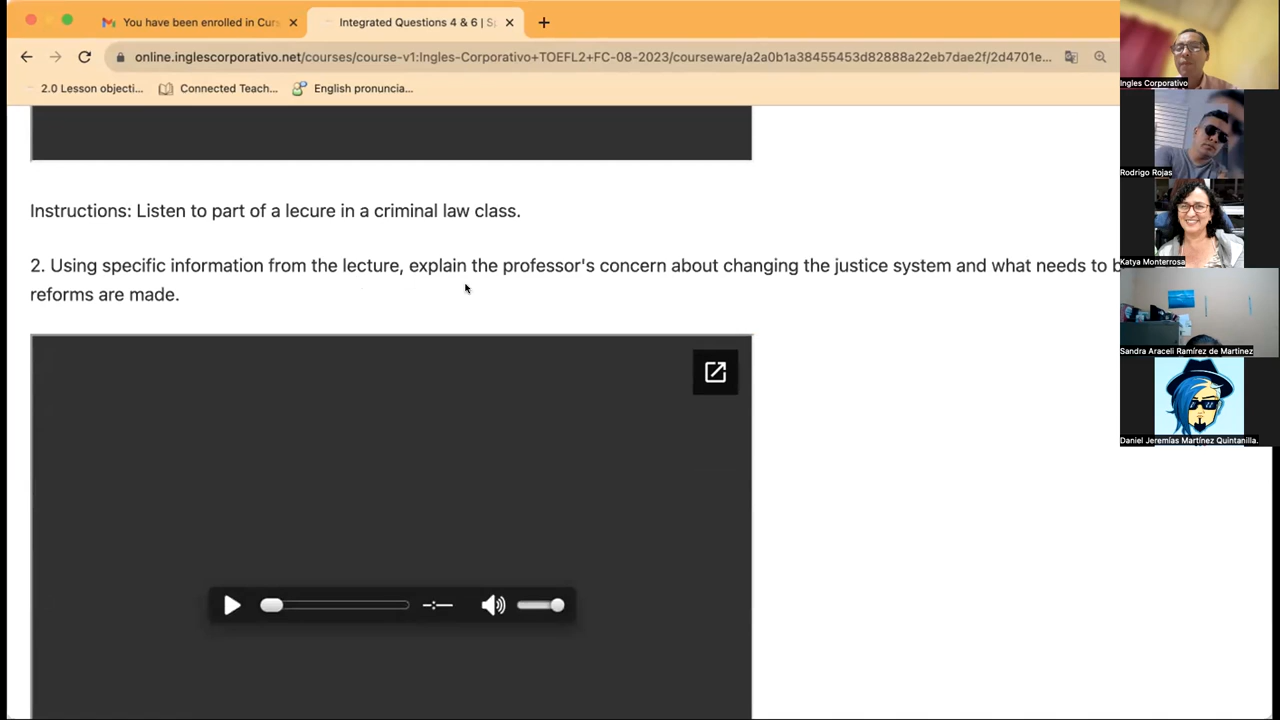 You have been enrolled in Curs
Integrated Questions 4 & 6 | Sp
online.inglescorporativo.net/courses/course-v1:Ingles-Corporativo+TOEFL2+FC-08-2023/courseware/a2a0b1a38455453d82888a22eb7dae2f/2d4701e...
2.0 Lesson objecti...
Connected Teach...
English pronuncia...
Instructions: Listen to part of a lecure in a criminal law class.
2. Using specific information from the lecture, explain the professor's concern about changing the justice system and what needs to b
reforms are made.
-:--
Ingles Corporativo
Rodrigo Rojas
Katya Monterrosa
Sandra Araceli Ramírez de Martínez
Daniel Jeremías Martínez Quintanilla.